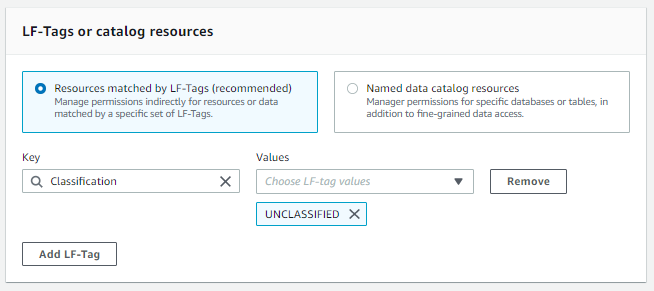 LF-Tags or catalog resources
Resources matched by LF-Tags (recommended)
Manage permissions indirectly for resources or data
matched by a specific set of LF-Tags.
Named data catalog resources
Manager permissions for specific databases or tables, in
addition to fine-grained data access.
Key
Values
Classification
Choose LF-tag values
Remove
UNCLASSIFIED
Add LF-Tag